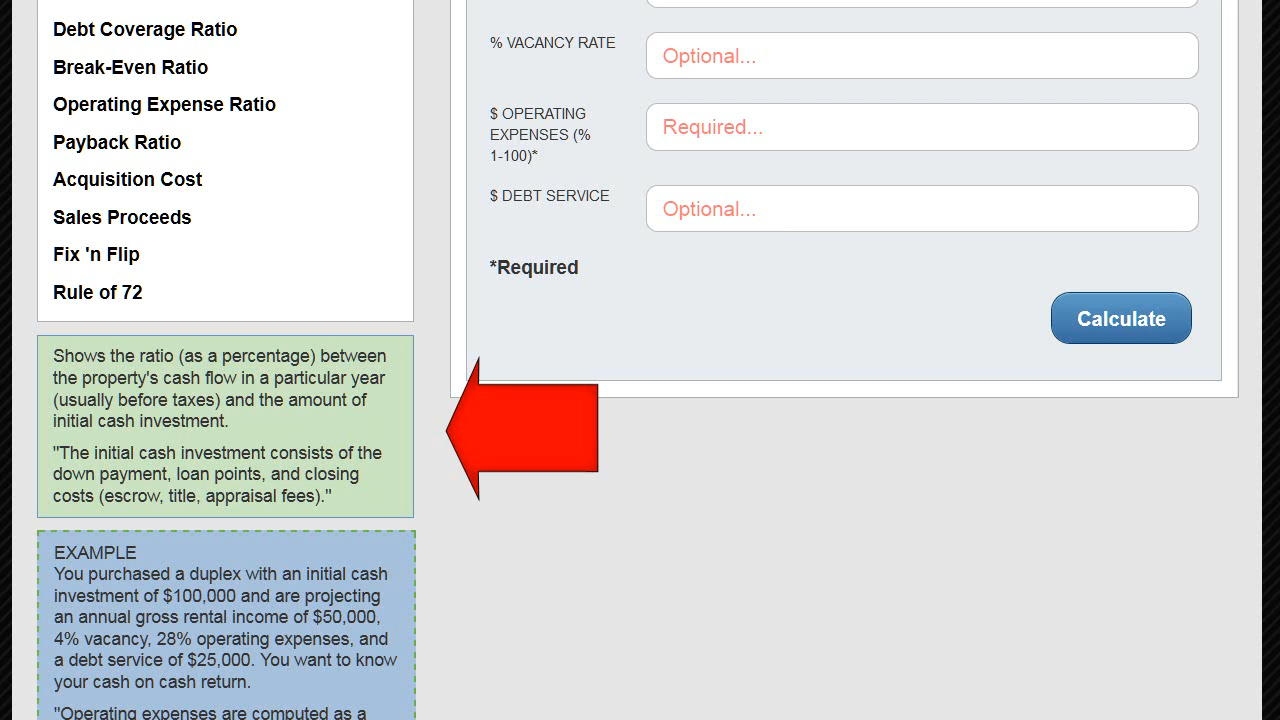 Debt Coverage Ratio
Break-Even Ratio
Operating Expense Ratio
Payback Ratio
Acquisition Cost
Sales Proceeds
Fix 'n Flip
Rule of 72
Shows the ratio (as a percentage) between
the property's cash flow in a particular year
(usually before taxes) and the amount of
initial cash investment.
"The initial cash investment consists of the
down payment, loan points, and closing
costs (escrow, title, appraisal fees)."
EXAMPLE
You purchased a duplex with an initial cash
investment of $100,000 and are projecting
an annual gross rental income of $50,000,
4% vacancy, 28% operating expenses, and
a debt service of $25,000. You want to know
your cash on cash return.
"Operating expenses are computed as a
% VACANCY RATE
Optional...
$ OPERATING
EXPENSES (%
1-100)*
Required...
$ DEBT SERVICE
Optional...
*Required
Calculate